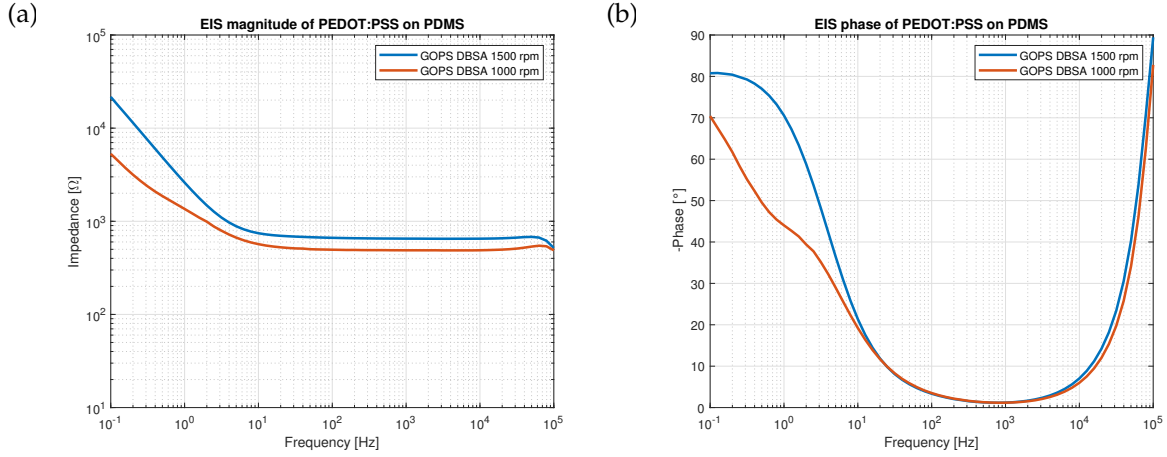 (a)
EIS magnitude of PEDOT:PSS on PDMS
GOPS DBSA 1500 rpm
GOPS DBSA 1000 rpm
Impedance [Ω]
10^5
10^4
10^3
10^2
10^1
10^-1 10^0 10^1 10^2 10^3 10^4 10^5
Frequency [Hz]
(b)
EIS phase of PEDOT:PSS on PDMS
GOPS DBSA 1500 rpm
GOPS DBSA 1000 rpm
-Phase [°]
90
80
70
60
50
40
30
20
10
0
10^-1 10^0 10^1 10^2 10^3 10^4 10^5
Frequency [Hz]